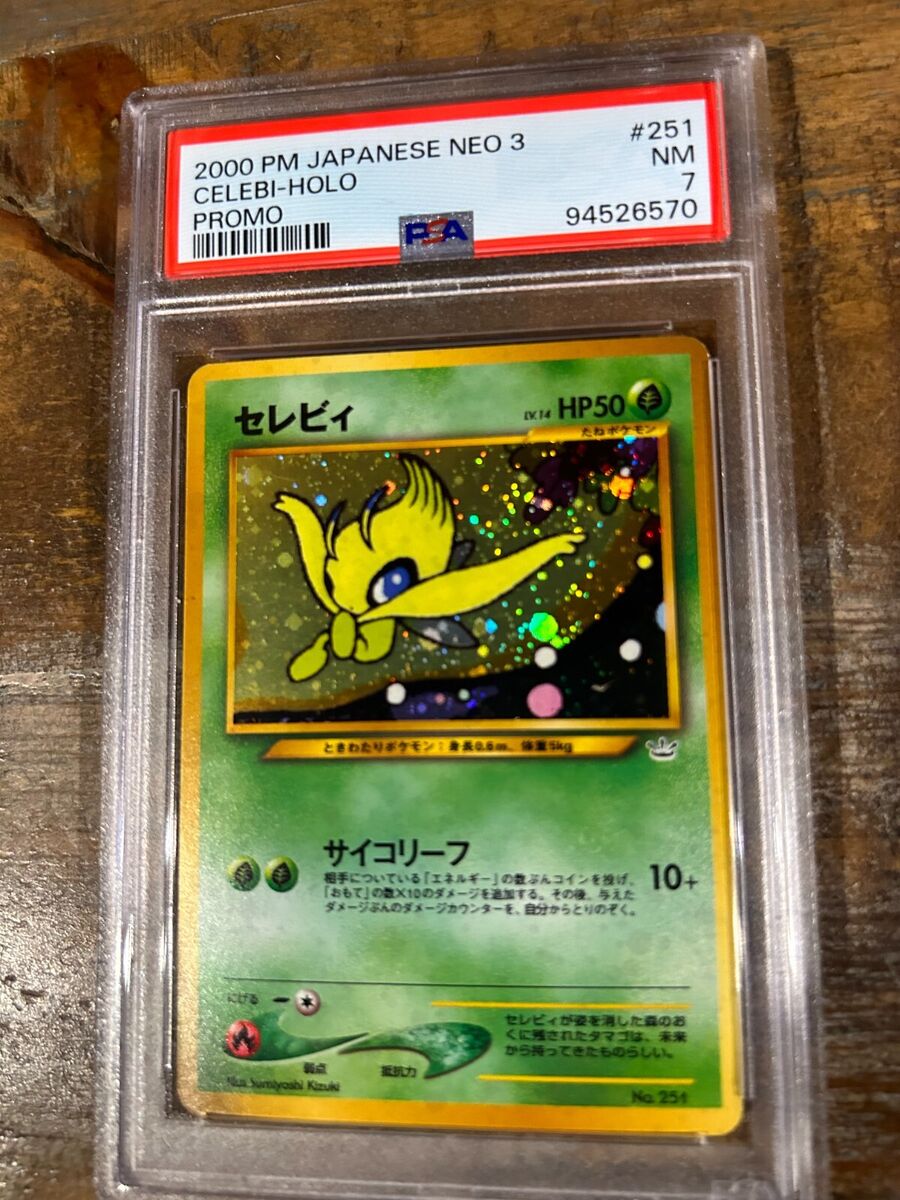 2000 PM JAPANESE NEO 3
#251
CELEBI-HOLO
NM
PROMO
7
PSA
94526570
セレビィ
LV.14 HP50
たねポケモン
ときわたりポケモン：身長0.6m、体重5kg
サイコリーフ
10+
相手についている「エネルギー」の数ぶんコインを投げ、
「おもて」の数×10のダメージを追加する。その後、与えた
ダメージぶんのダメージカウンターを、自分からとりのぞく。
にげる
弱点
抵抗力
セレビィが姿を消した森のお
くに残されたタマゴは、未来
から持ってきたものらしい。
Illus. Sumiyoshi Kizuki
No. 251